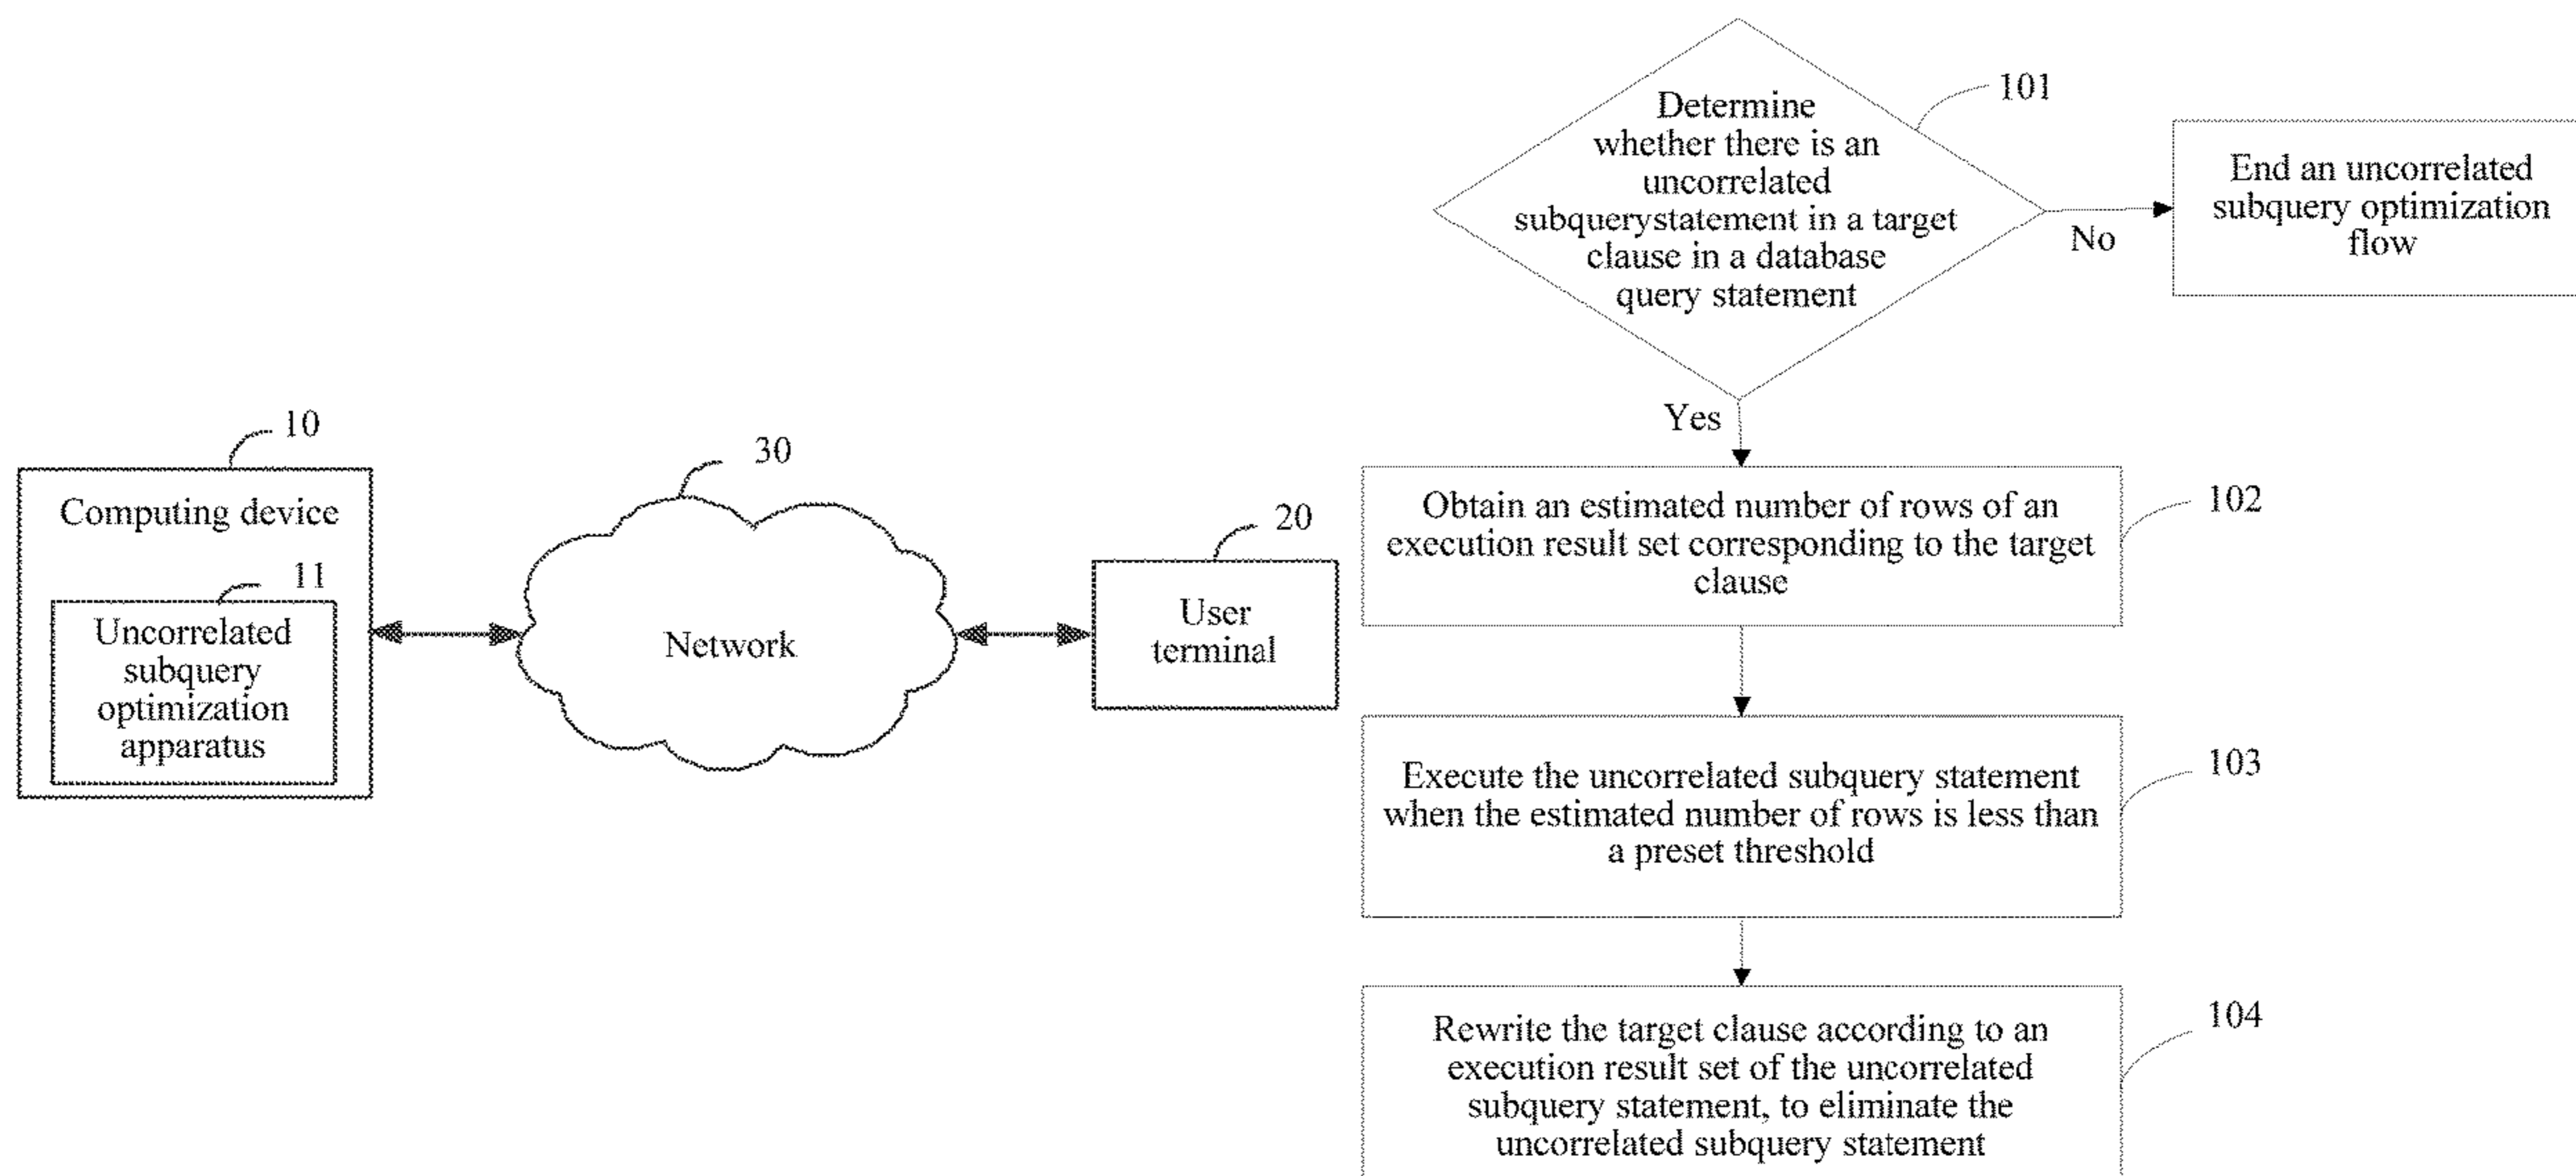 10
Computing device
11
Uncorrelated
subquery
optimization
apparatus
30
Network
20
User
terminal
101
Determine
whether there is an
uncorrelated
subquerystatement in a target
clause in a database
query statement
No
End an uncorrelated
subquery optimization
flow
Yes
102
Obtain an estimated number of rows of an
execution result set corresponding to the target
clause
103
Execute the uncorrelated subquery statement
when the estimated number of rows is less than
a preset threshold
104
Rewrite the target clause according to an
execution result set of the uncorrelated
subquery statement, to eliminate the
uncorrelated subquery statement